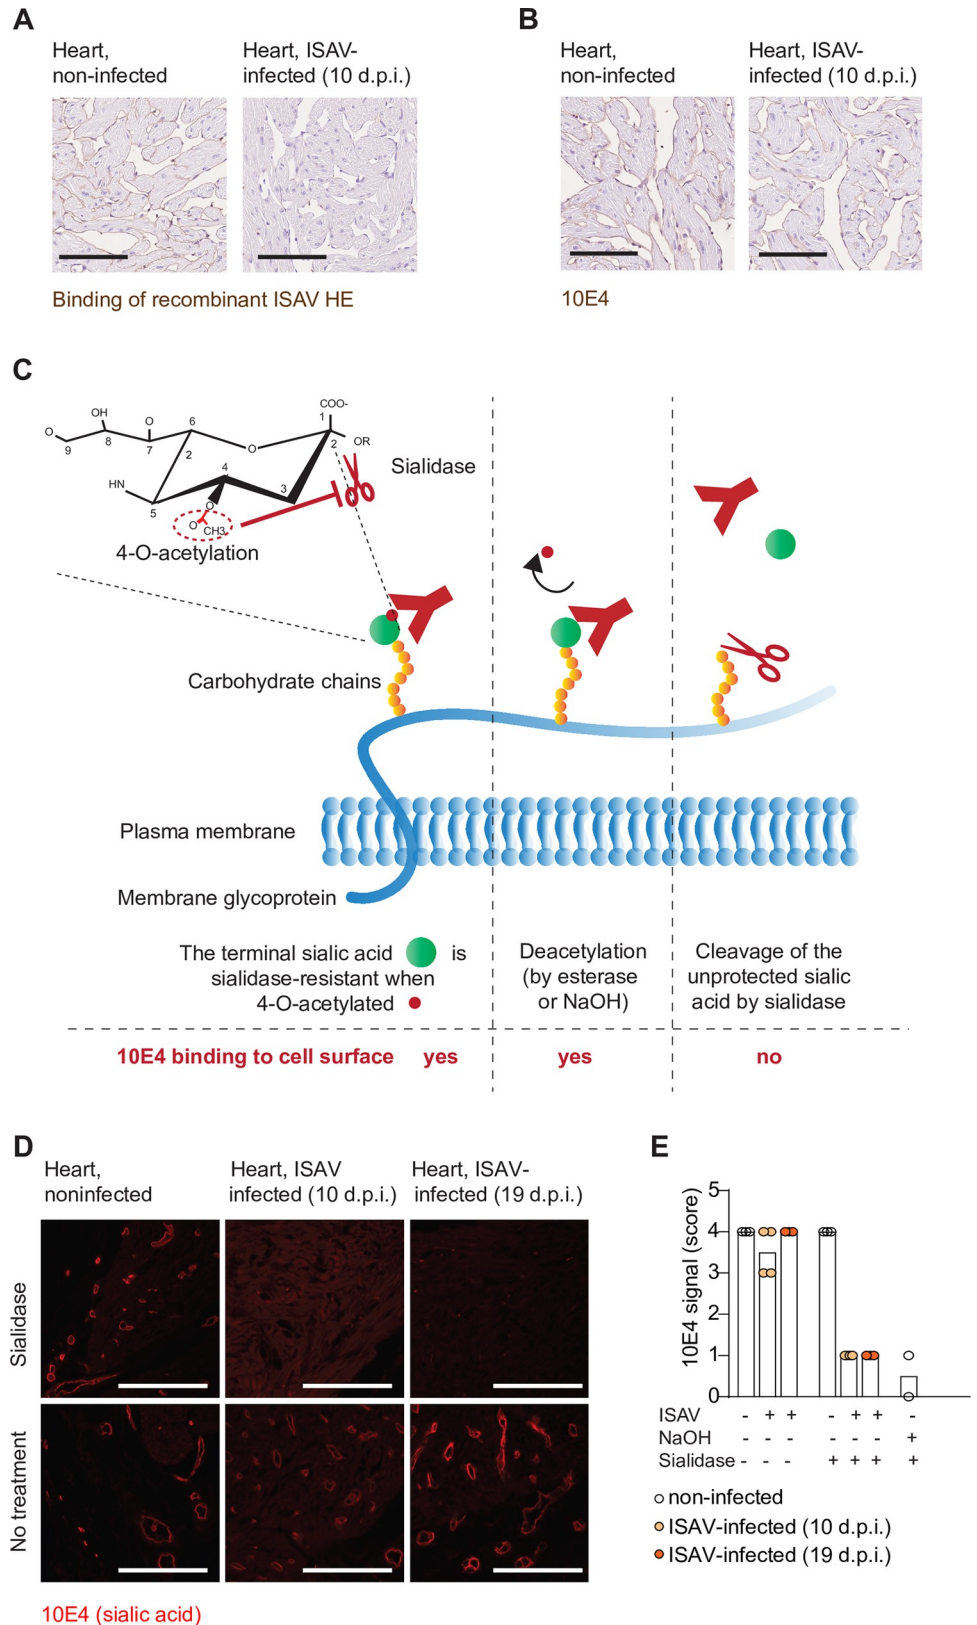 A
Heart,
non-infected
Heart, ISAV-
infected (10 d.p.i.)
Binding of recombinant ISAV HE
B
Heart,
non-infected
Heart, ISAV-
infected (10 d.p.i.)
10E4
C
COO-
1
OH
O
O
6
O
2
OR
9
8
7
2
4
3
HN
5
O
O
CH3
Sialidase
4-O-acetylation
Carbohydrate chains
Plasma membrane
Membrane glycoprotein
The terminal sialic acid is
sialidase-resistant when
4-O-acetylated
Deacetylation
(by esterase
or NaOH)
Cleavage of the
unprotected sialic
acid by sialidase
10E4 binding to cell surface yes yes no
D
Heart,
noninfected
Heart, ISAV
infected (10 d.p.i.)
Heart, ISAV-
infected (19 d.p.i.)
Sialidase
No treatment
10E4 (sialic acid)
E
10E4 signal (score)
5
4
3
2
1
0
ISAV - + + - + + -
NaOH - - - - - - +
Sialidase - - - + + + +
non-infected
ISAV-infected (10 d.p.i.)
ISAV-infected (19 d.p.i.)